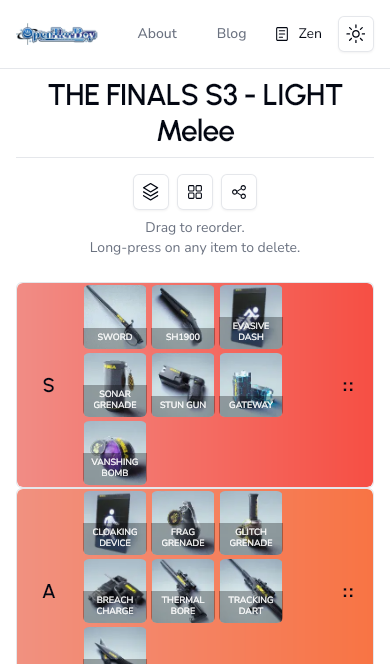 OpenMonkey
About
Blog
Zen
THE FINALS S3 - LIGHT
Melee
Drag to reorder.
Long-press on any item to delete.
S
SWORD
SH1900
EVASIVE
DASH
SONAR
GRENADE
STUN GUN
GATEWAY
VANSHING
BOMB
A
CLOAKING
DEVICE
FRAG
GRENADE
GLITCH
GRENADE
BREACH
CHARGE
THERMAL
BORE
TRACKING
DART